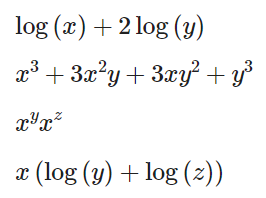 log (x) + 2 log (y)
x³ + 3x²y + 3xy² + y³
xʸxᶻ
x (log (y) + log (z))